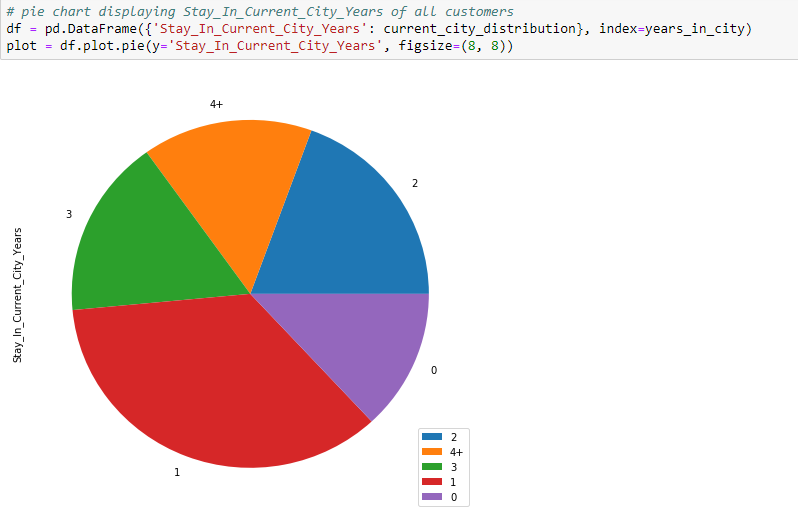 # pie chart displaying Stay_In_Current_City_Years of all customers
df = pd.DataFrame({'Stay_In_Current_City_Years': current_city_distribution}, index=years_in_city)
plot = df.plot.pie(y='Stay_In_Current_City_Years', figsize=(8, 8))
4+
2
3
Stay_In_Current_City_Years
0
1
2
4+
3
1
0